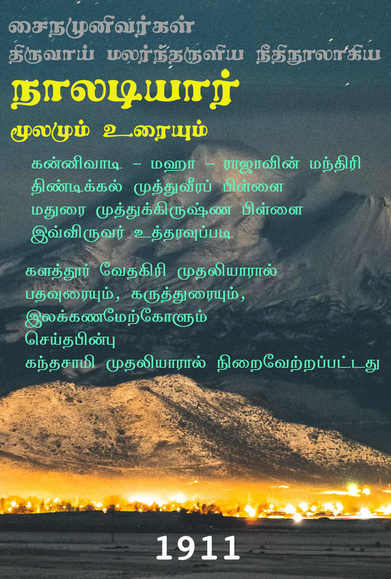 சைநமுனிவர்கள்
திருவாய் மலர்ந்தருளிய நீதிநூலாகிய
நாலடியார்
மூலமும் உரையும்
கன்னிவாடி – மஹா – ராஜாவின் மந்திரி
திண்டிக்கல் முத்துவீரப் பிள்ளை
மதுரை முத்துக்கிருஷ்ண பிள்ளை
இவ்விருவர் உத்தரவுப்படி
களத்தூர் வேதகிரி முதலியாரால்
பதவுரையும், கருத்துரையும்,
இலக்கணமேற்கோளும்
செய்தபின்பு
கந்தசாமி முதலியாரால் நிறைவேற்றப்பட்டது
1911